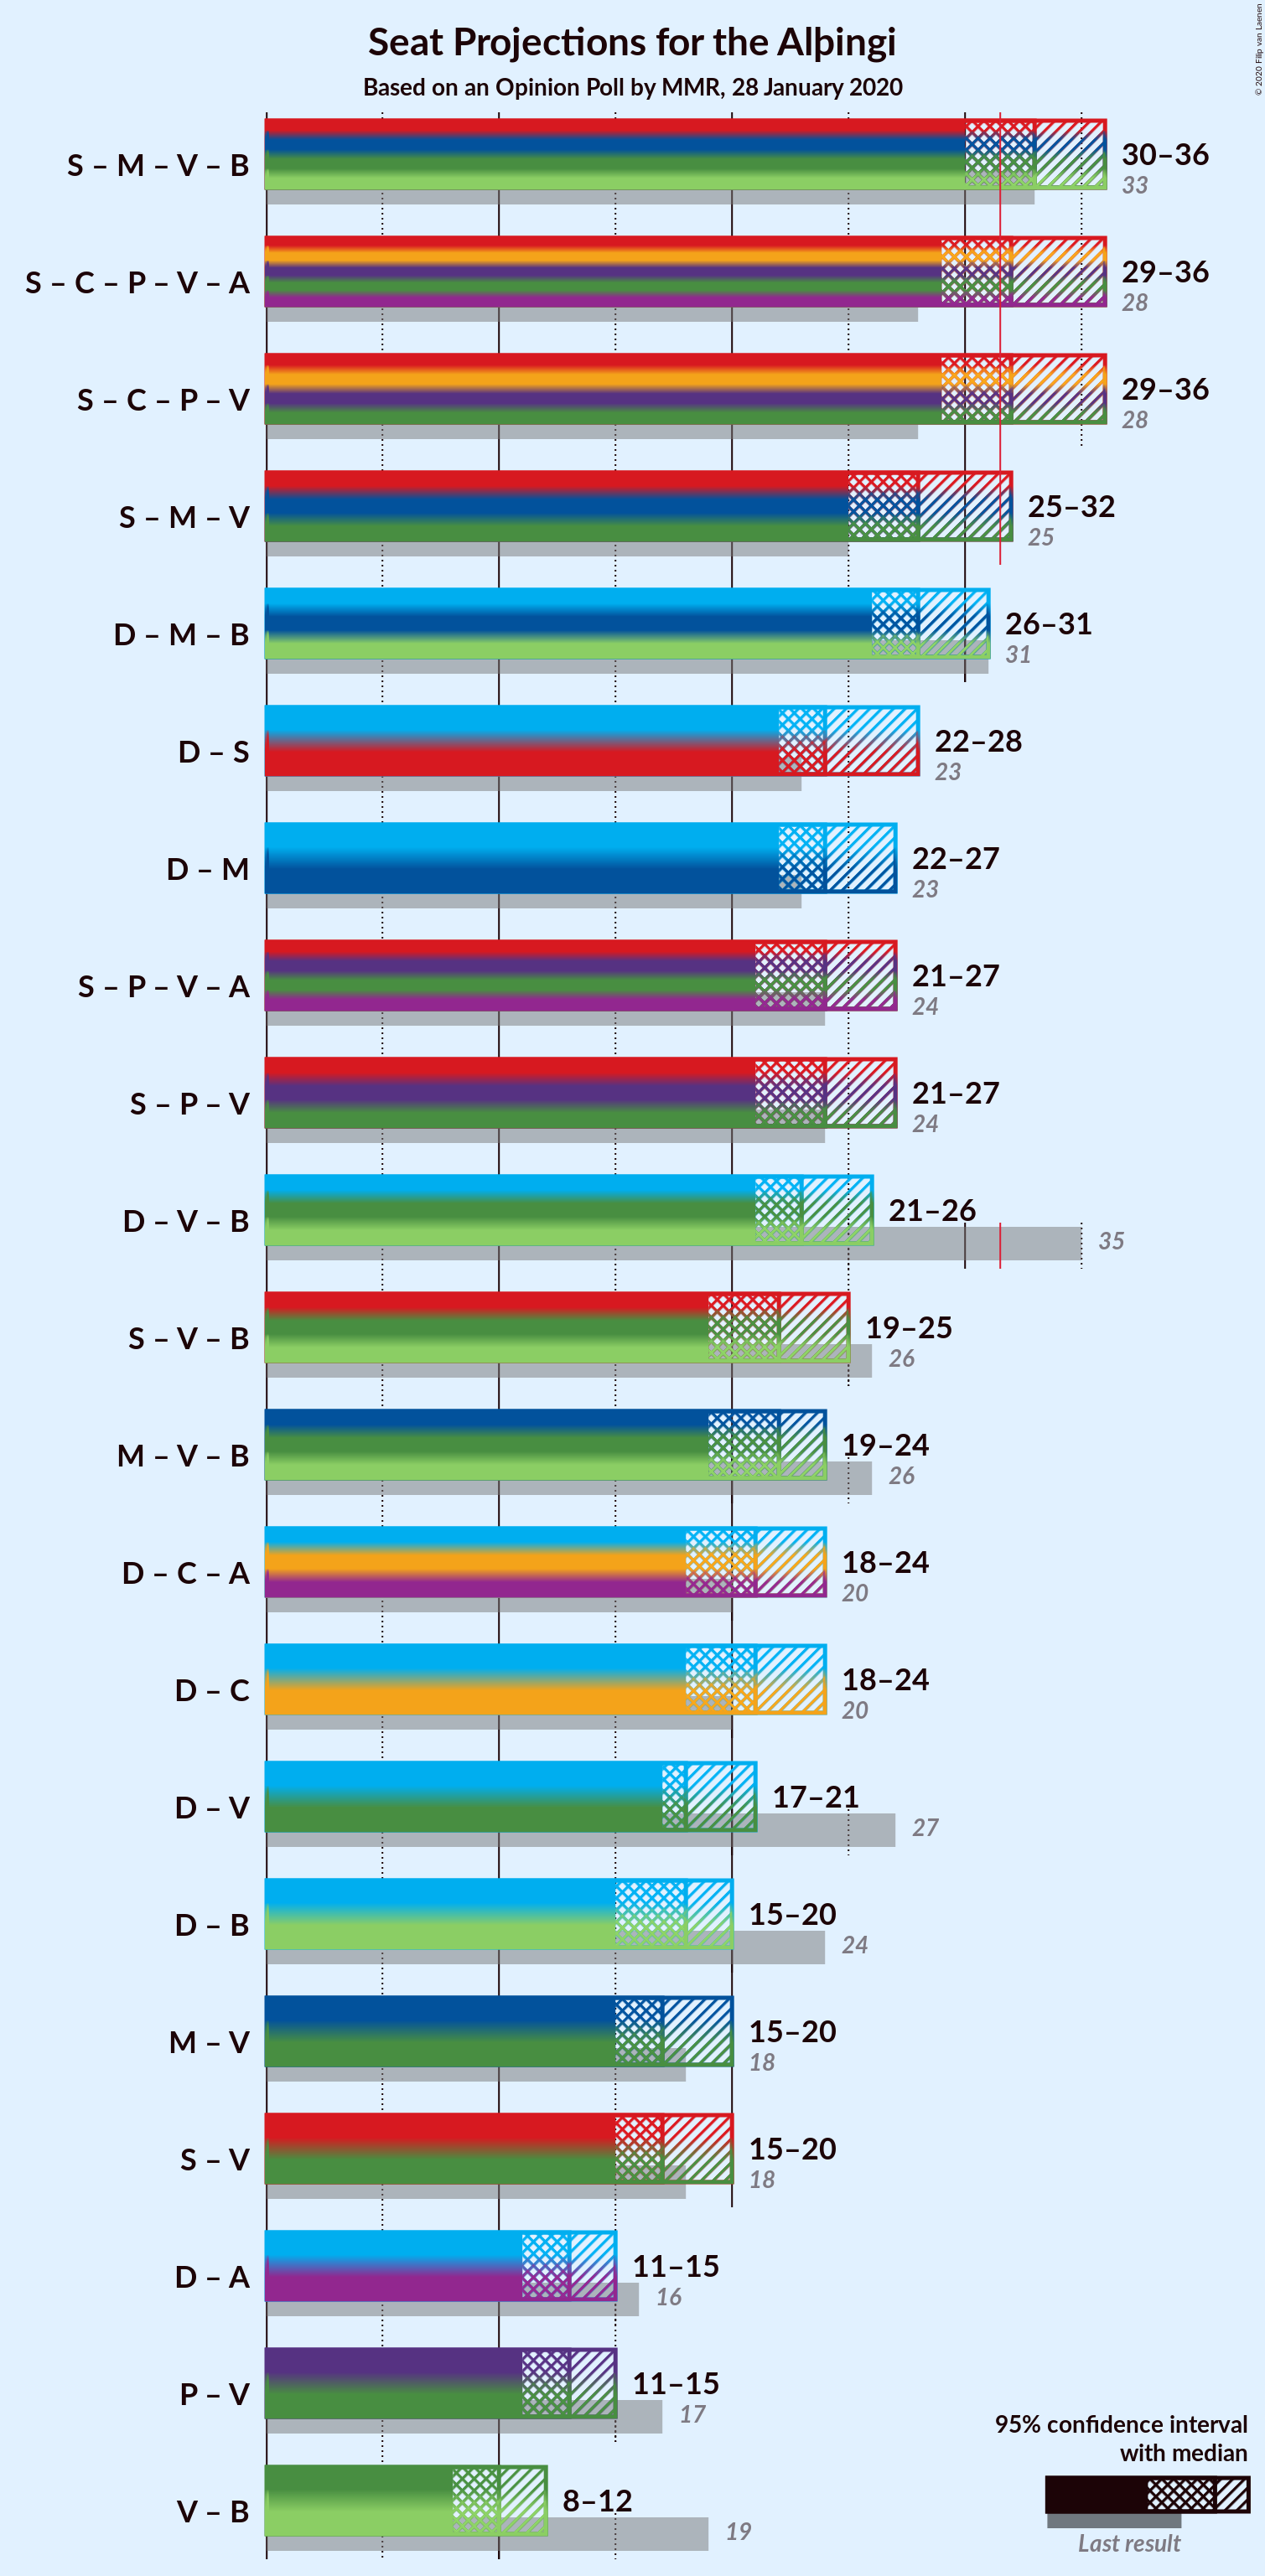 Seat Projections for the Alþingi
Based on an Opinion Poll by MMR, 28 January 2020
© 2020 Filip van Laenen
S – M – V – B
30–36
33
S – C – P – V – A
29–36
28
S – C – P – V
29–36
28
S – M – V
25–32
25
D – M – B
26–31
31
D – S
22–28
23
D – M
22–27
23
S – P – V – A
21–27
24
S – P – V
21–27
24
D – V – B
21–26
35
S – V – B
19–25
26
M – V – B
19–24
26
D – C – A
18–24
20
D – C
18–24
20
D – V
17–21
27
D – B
15–20
24
M – V
15–20
18
S – V
15–20
18
D – A
11–15
16
P – V
11–15
17
V – B
8–12
19
95% confidence interval
with median
Last result